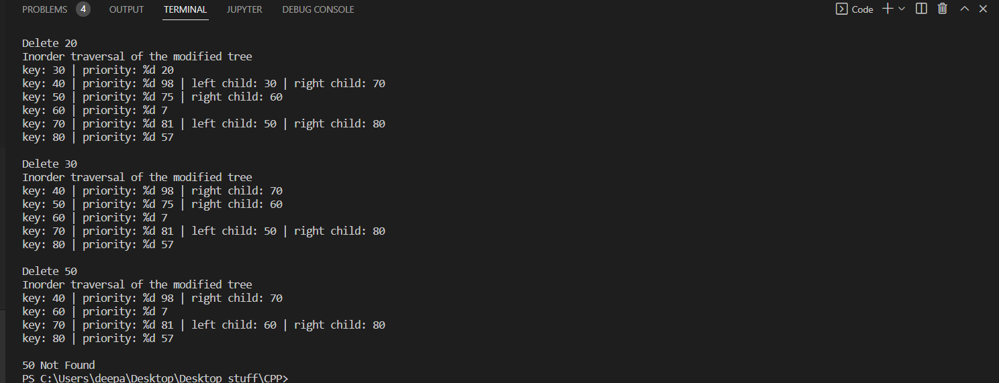 PROBLEMS 4 OUTPUT TERMINAL JUPYTER DEBUG CONSOLE Code
Delete 20
Inorder traversal of the modified tree
key: 30 | priority: %d 20
key: 40 | priority: %d 98 | left child: 30 | right child: 70
key: 50 | priority: %d 75 | right child: 60
key: 60 | priority: %d 7
key: 70 | priority: %d 81 | left child: 50 | right child: 80
key: 80 | priority: %d 57
Delete 30
Inorder traversal of the modified tree
key: 40 | priority: %d 98 | right child: 70
key: 50 | priority: %d 75 | right child: 60
key: 60 | priority: %d 7
key: 70 | priority: %d 81 | left child: 50 | right child: 80
key: 80 | priority: %d 57
Delete 50
Inorder traversal of the modified tree
key: 40 | priority: %d 98 | right child: 70
key: 60 | priority: %d 7
key: 70 | priority: %d 81 | left child: 60 | right child: 80
key: 80 | priority: %d 57
50 Not Found
PS C:\Users\deepa\Desktop\Desktop stuff\CPP>